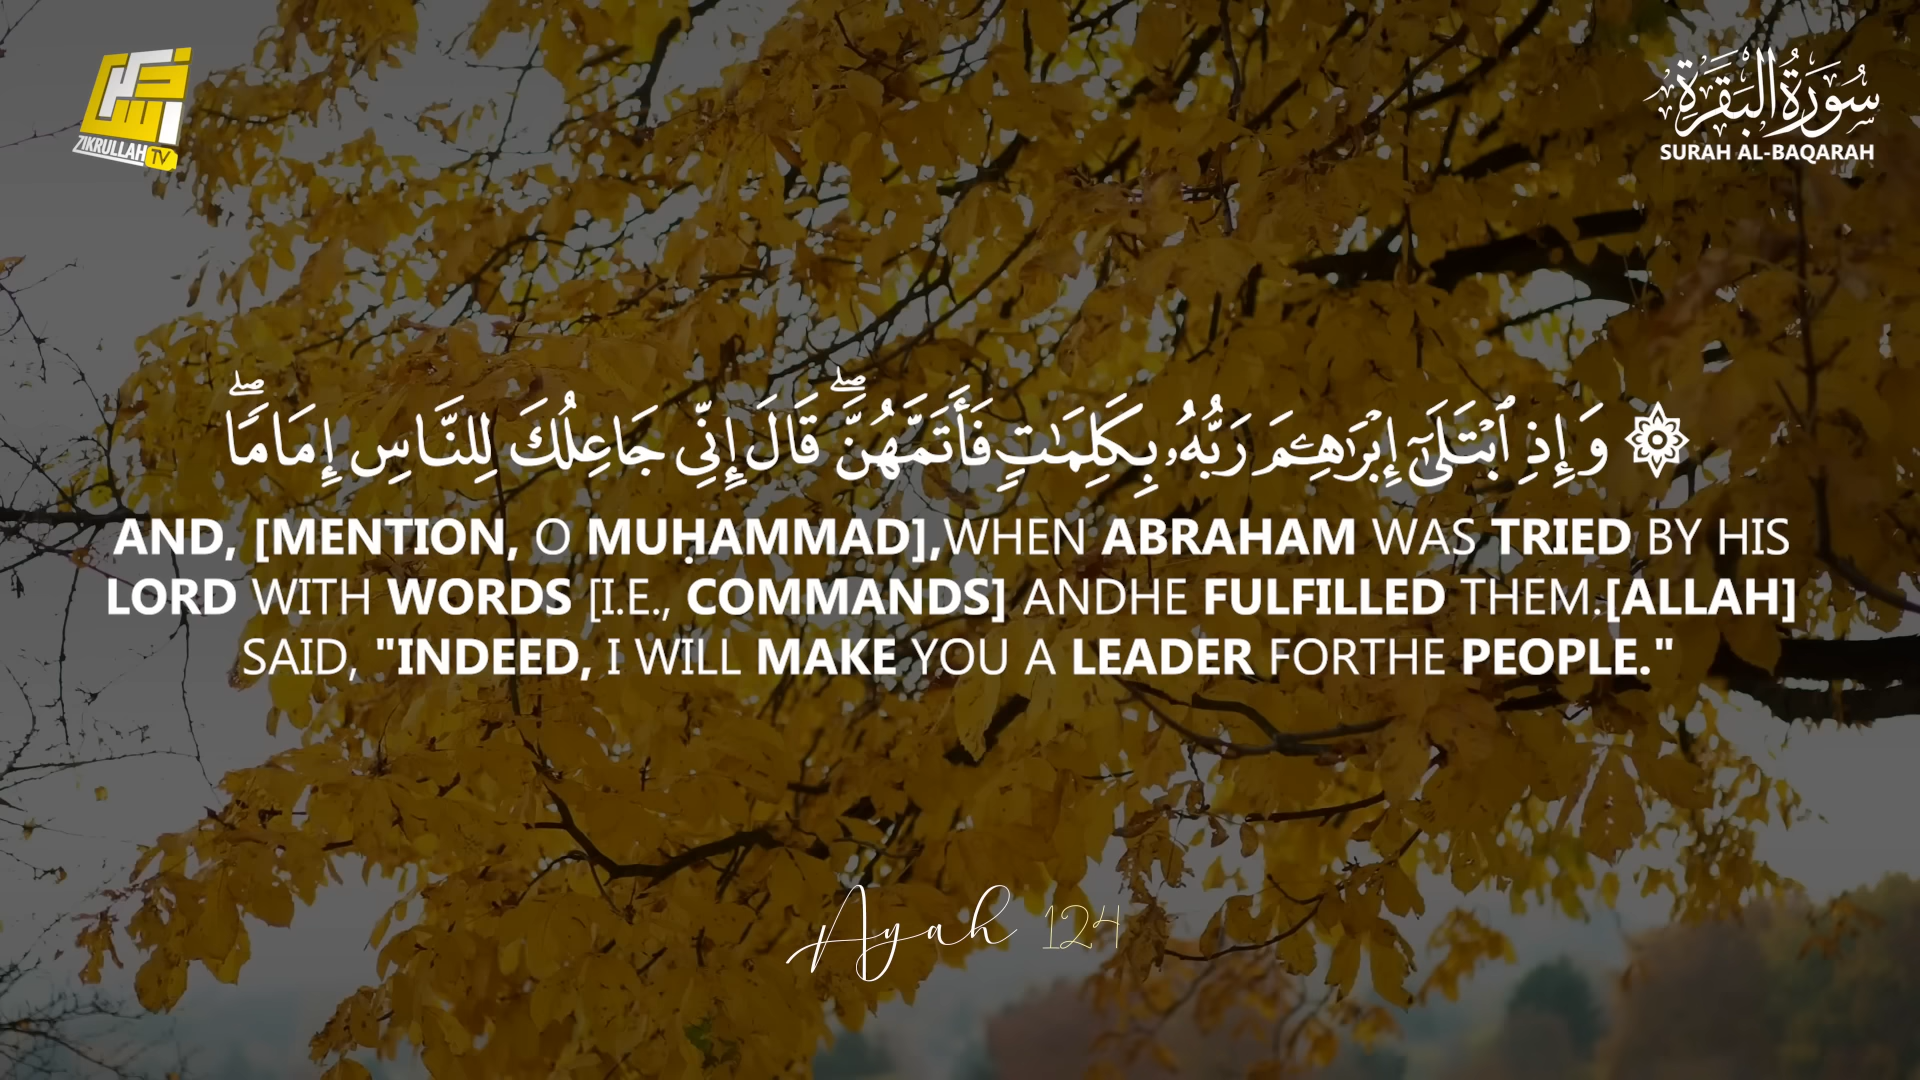 ZIKRULLAH TV
سُورَةُ البَقَرَةِ
SURAH AL-BAQARAH
۞ وَإِذِ ٱبۡتَلَىٰٓ إِبۡرَٰهِـۧمَ رَبُّهُۥ بِكَلِمَٰتٖ فَأَتَمَّهُنَّۖ قَالَ إِنِّي جَاعِلُكَ لِلنَّاسِ إِمَامٗاۖ
AND, [MENTION, O MUḤAMMAD],WHEN ABRAHAM WAS TRIED BY HIS
LORD WITH WORDS [I.E., COMMANDS] ANDHE FULFILLED THEM.[ALLAH]
SAID, "INDEED, I WILL MAKE YOU A LEADER FORTHE PEOPLE."
Ayah 124